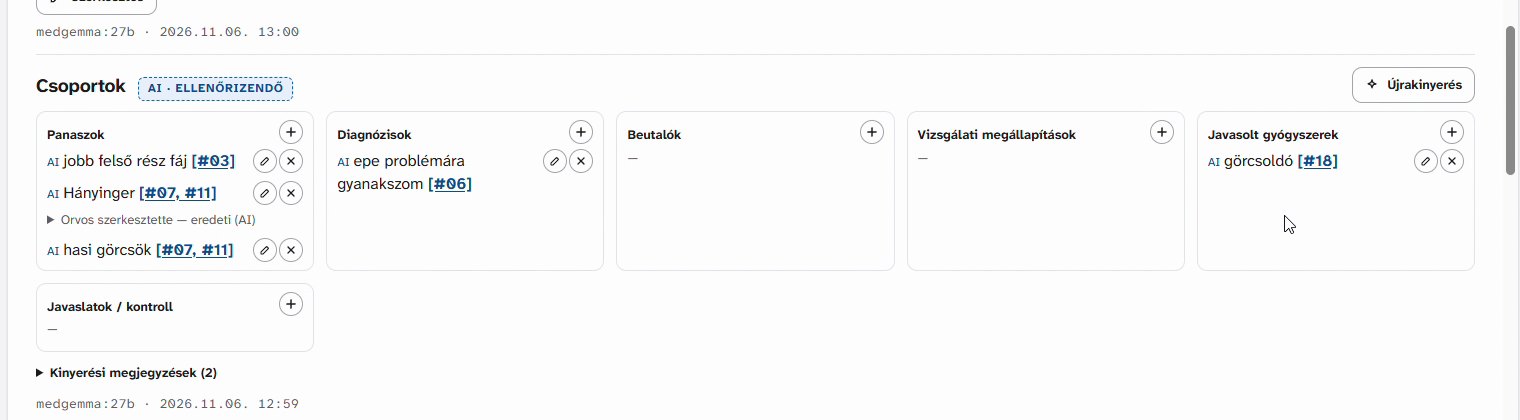 medgemma:27b · 2026.11.06. 13:00
Csoportok
AI · ELLENŐRIZENDŐ
Újrakinyerés
Panaszok
AI jobb felső rész fáj [#03]
AI Hányinger [#07, #11]
Orvos szerkesztette — eredeti (AI)
AI hasi görcsök [#07, #11]
Diagnózisok
AI epe problémára
gyanakszom [#06]
Beutalók
—
Vizsgálati megállapítások
—
Javasolt gyógyszerek
AI görcsoldó [#18]
Javaslatok / kontroll
—
Kinyerési megjegyzések (2)
medgemma:27b · 2026.11.06. 12:59